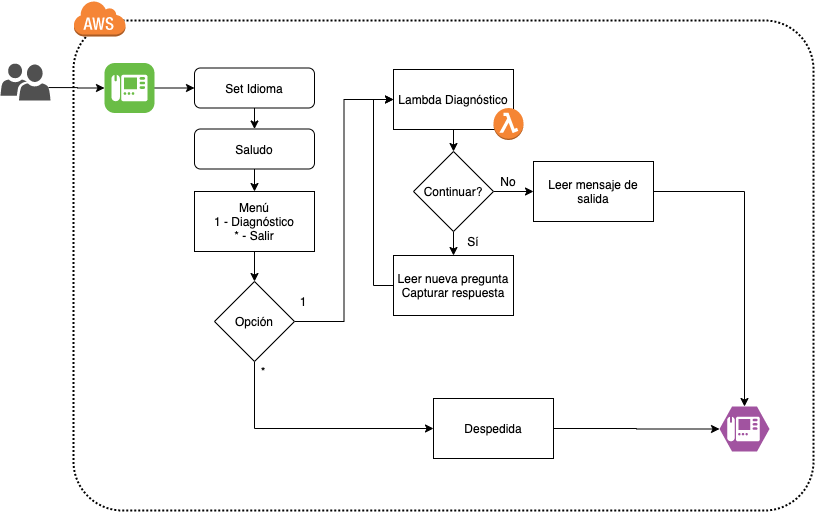 AWS
Set Idioma
Saludo
Menú
1 - Diagnóstico
* - Salir
Opción
1
*
Lambda Diagnóstico
λ
Continuar?
No
Sí
Leer mensaje de
salida
Leer nueva pregunta
Capturar respuesta
Despedida